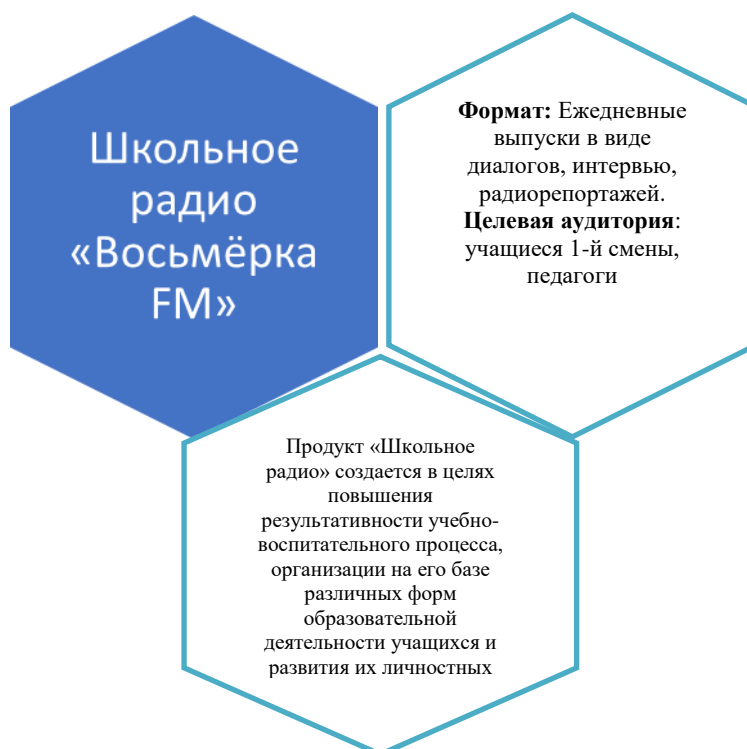 Школьное
радио
«Восьмёрка
FM»
Формат: Ежедневные
выпуски в виде
диалогов, интервью,
радиорепортажей.
Целевая аудитория:
учащиеся 1-й смены,
педагоги
Продукт «Школьное
радио» создается в целях
повышения
результативности учебно-
воспитательного процесса,
организации на его базе
различных форм
образовательной
деятельности учащихся и
развития их личностных